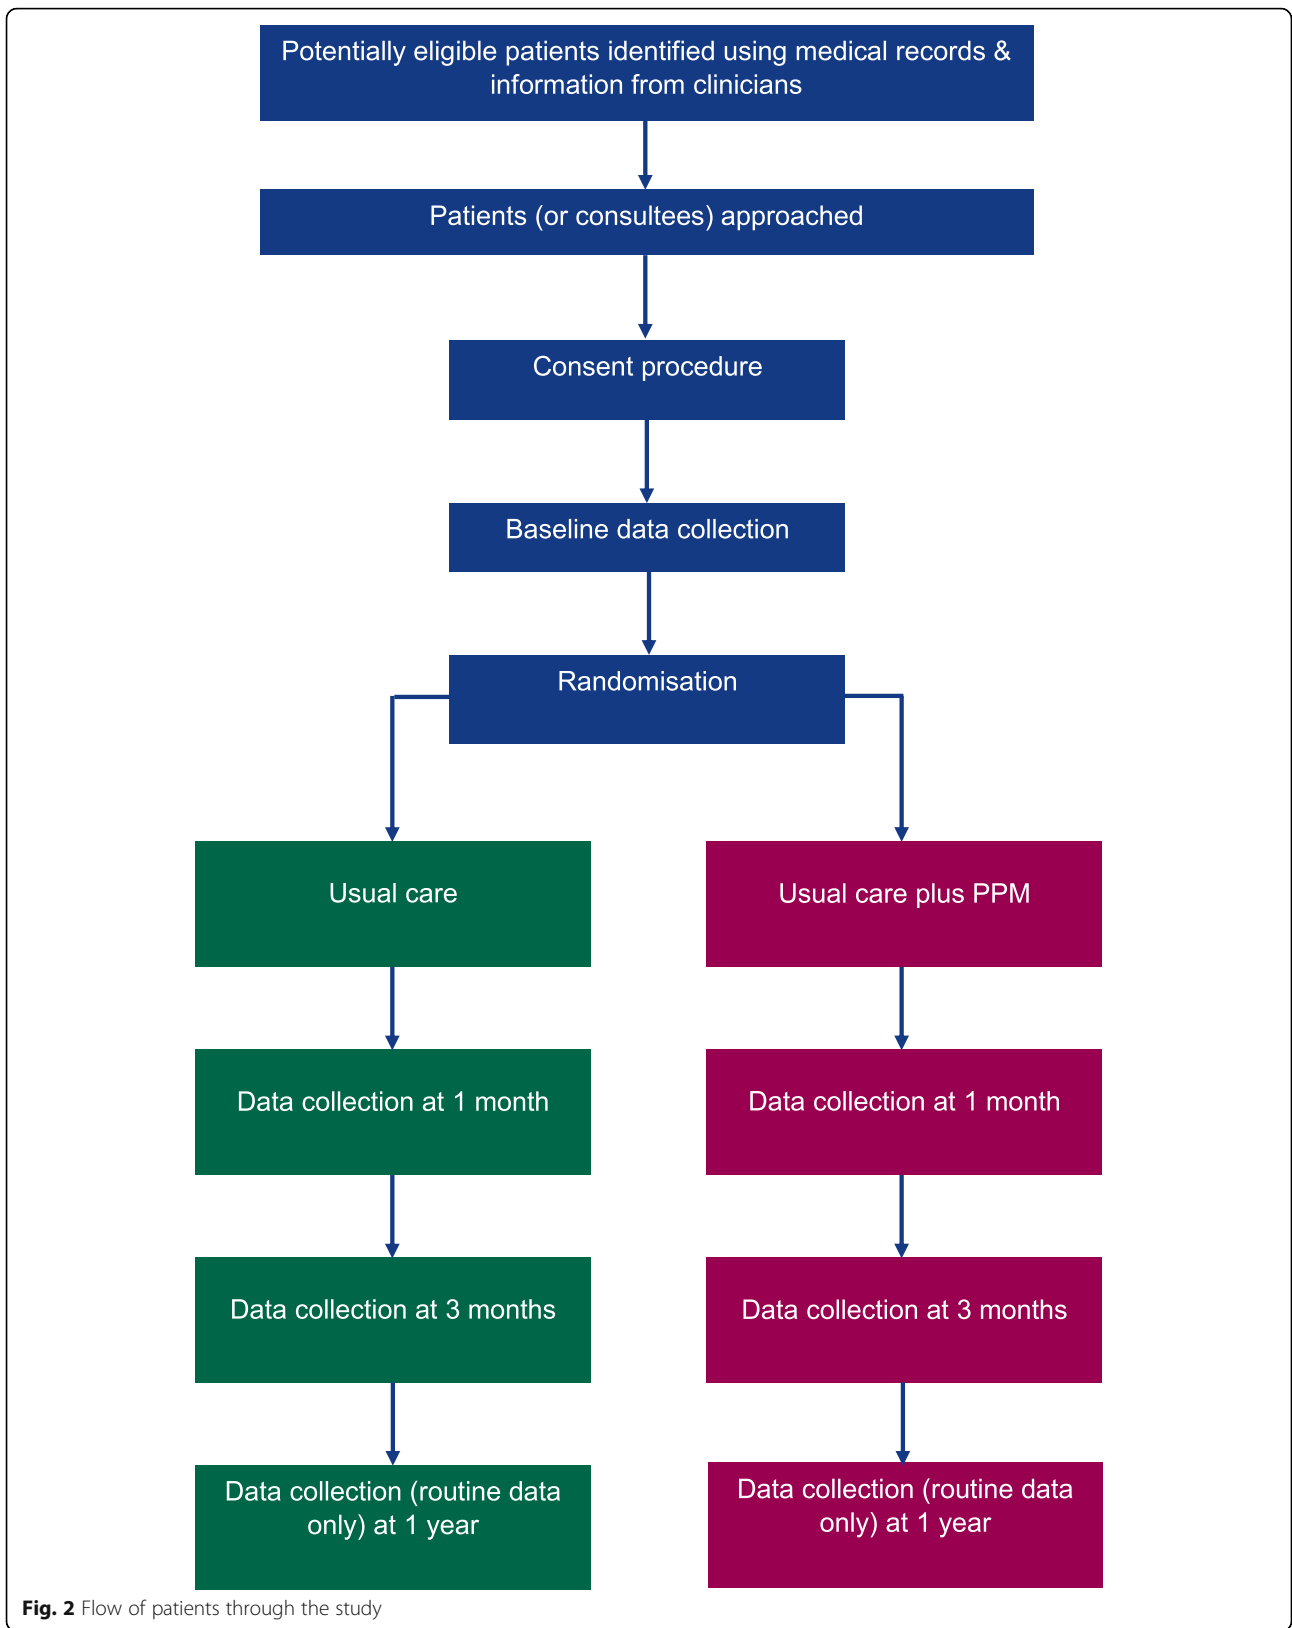 Potentially eligible patients identified using medical records &
information from clinicians
Patients (or consultees) approached
Consent procedure
Baseline data collection
Randomisation
Usual care
Usual care plus PPM
Data collection at 1 month
Data collection at 1 month
Data collection at 3 months
Data collection at 3 months
Data collection (routine data
only) at 1 year
Data collection (routine data
only) at 1 year
Fig. 2 Flow of patients through the study